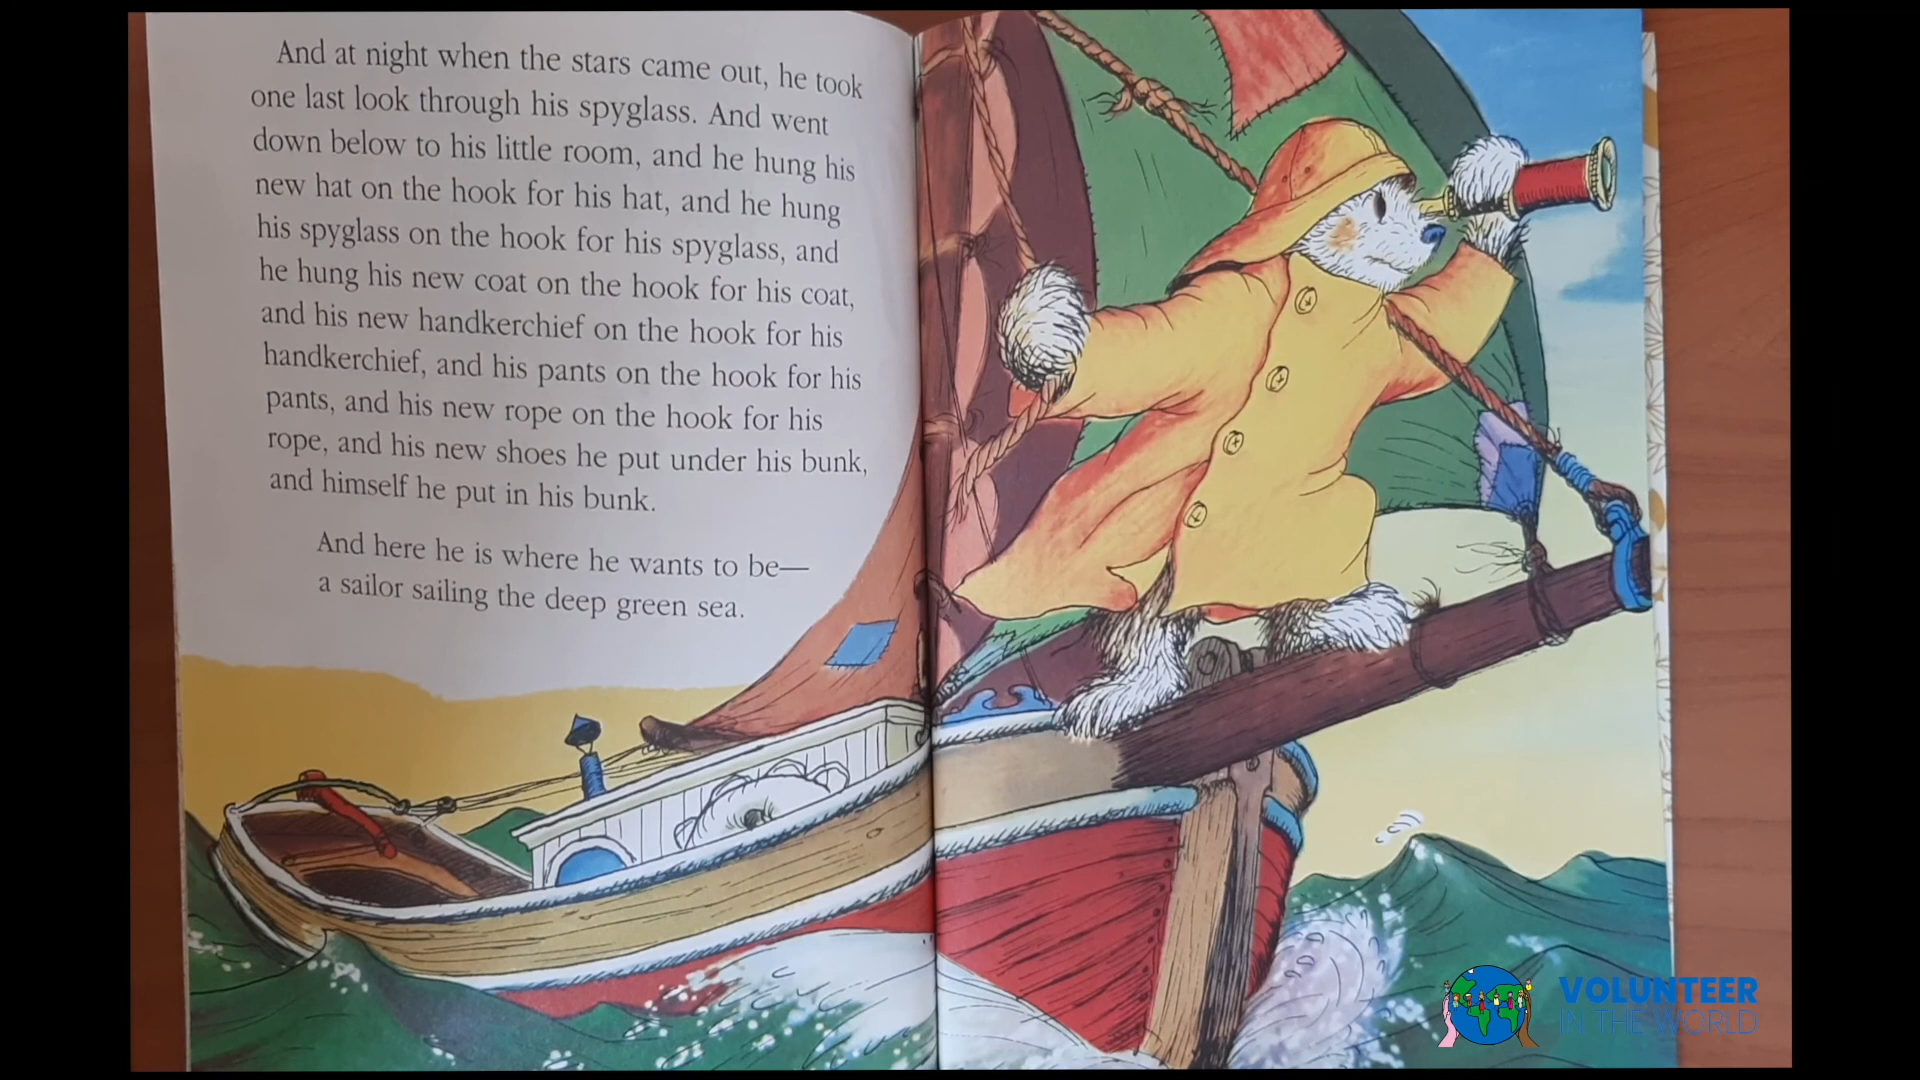 And at night when the stars came out, he took
one last look through his spyglass. And went
down below to his little room, and he hung his
new hat on the hook for his hat, and he hung
his spyglass on the hook for his spyglass, and
he hung his new coat on the hook for his coat,
and his new handkerchief on the hook for his
handkerchief, and his pants on the hook for his
pants, and his new rope on the hook for his
rope, and his new shoes he put under his bunk,
and himself he put in his bunk.
And here he is where he wants to be—
a sailor sailing the deep green sea.
VOLUNTEER
IN THE WORLD